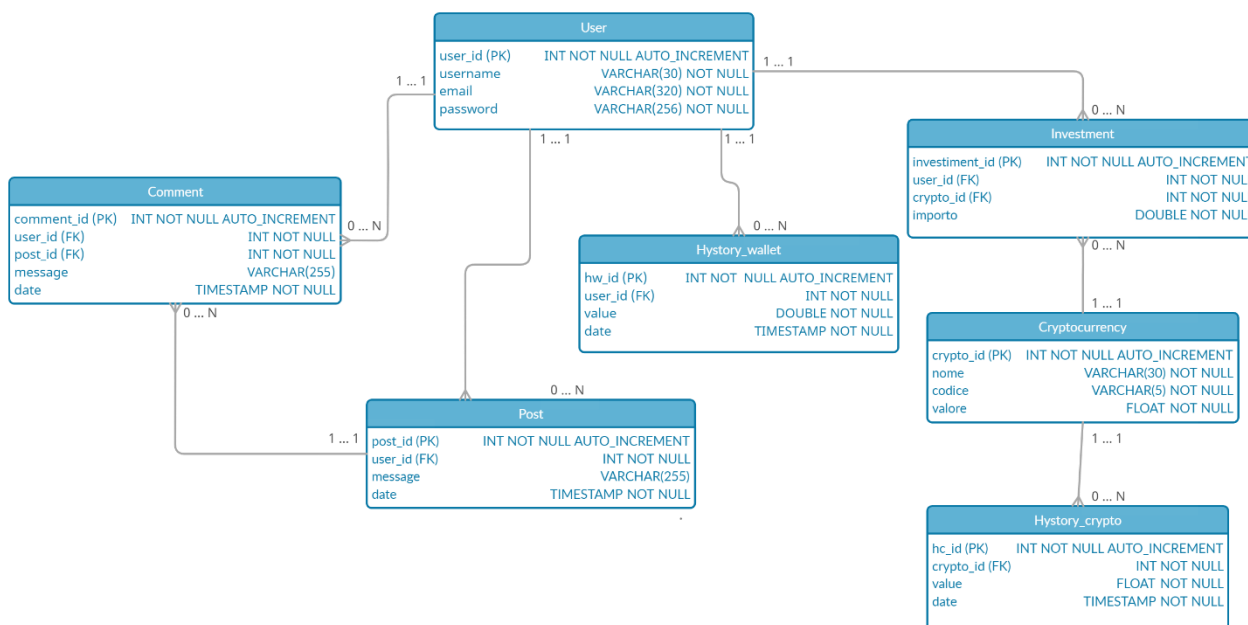 User
user_id (PK) INT NOT NULL AUTO_INCREMENT
username VARCHAR(30) NOT NULL
email VARCHAR(320) NOT NULL
password VARCHAR(256) NOT NULL
1 ... 1
1 ... 1
1 ... 1
1 ... 1
0 ... N
Investment
investiment_id (PK) INT NOT NULL AUTO_INCREMENT
user_id (FK) INT NOT NULL
crypto_id (FK) INT NOT NULL
importo DOUBLE NOT NULL
0 ... N
Comment
comment_id (PK) INT NOT NULL AUTO_INCREMENT
user_id (FK) INT NOT NULL
post_id (FK) INT NOT NULL
message VARCHAR(255)
date TIMESTAMP NOT NULL
0 ... N
0 ... N
0 ... N
Hystory_wallet
hw_id (PK) INT NOT NULL AUTO_INCREMENT
user_id (FK) INT NOT NULL
value DOUBLE NOT NULL
date TIMESTAMP NOT NULL
1 ... 1
Cryptocurrency
crypto_id (PK) INT NOT NULL AUTO_INCREMENT
nome VARCHAR(30) NOT NULL
codice VARCHAR(5) NOT NULL
valore FLOAT NOT NULL
1 ... 1
0 ... N
0 ... N
1 ... 1
Post
post_id (PK) INT NOT NULL AUTO_INCREMENT
user_id (FK) INT NOT NULL
message VARCHAR(255)
date TIMESTAMP NOT NULL
Hystory_crypto
hc_id (PK) INT NOT NULL AUTO_INCREMENT
crypto_id (FK) INT NOT NULL
value FLOAT NOT NULL
date TIMESTAMP NOT NULL